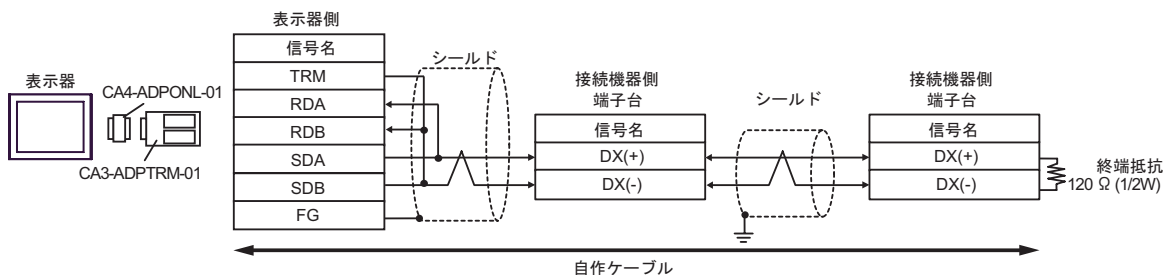 表示器側
信号名
TRM
RDA
RDB
SDA
SDB
FG
表示器
CA4-ADPONL-01
CA3-ADPTRM-01
シールド
接続機器側
端子台
信号名
DX(+)
DX(-)
シールド
接続機器側
端子台
信号名
DX(+)
DX(-)
終端抵抗
120 Ω (1/2W)
自作ケーブル